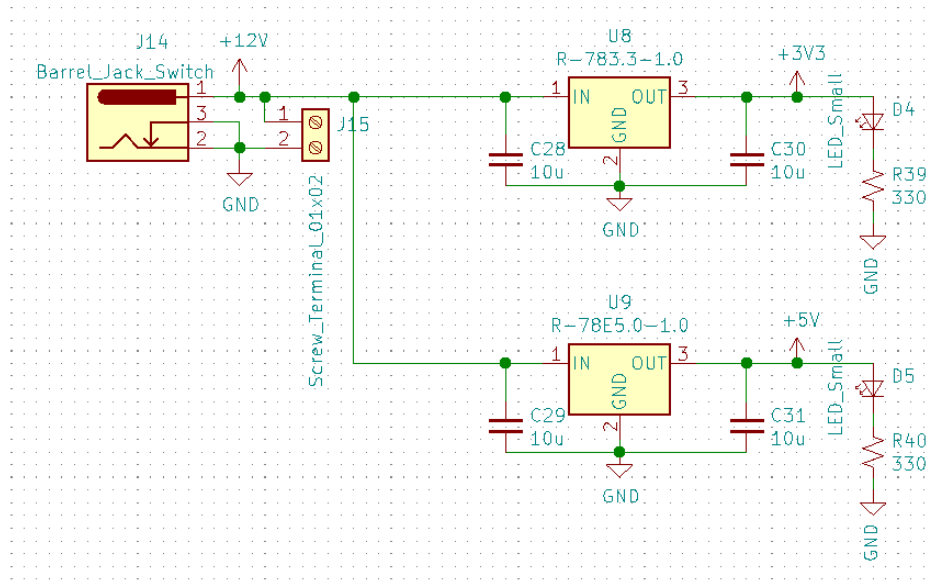 J14
+12V
Barrel_Jack_Switch
1
3
2
GND
1
2
J15
Screw_Terminal_01x02
U8
R-783.3-1.0
1
IN
OUT
3
GND
2
C28
10u
C30
10u
GND
+3V3
LED_Small
D4
R39
330
GND
U9
R-78E5.0-1.0
1
IN
OUT
3
GND
2
C29
10u
C31
10u
GND
+5V
LED_Small
D5
R40
330
GND